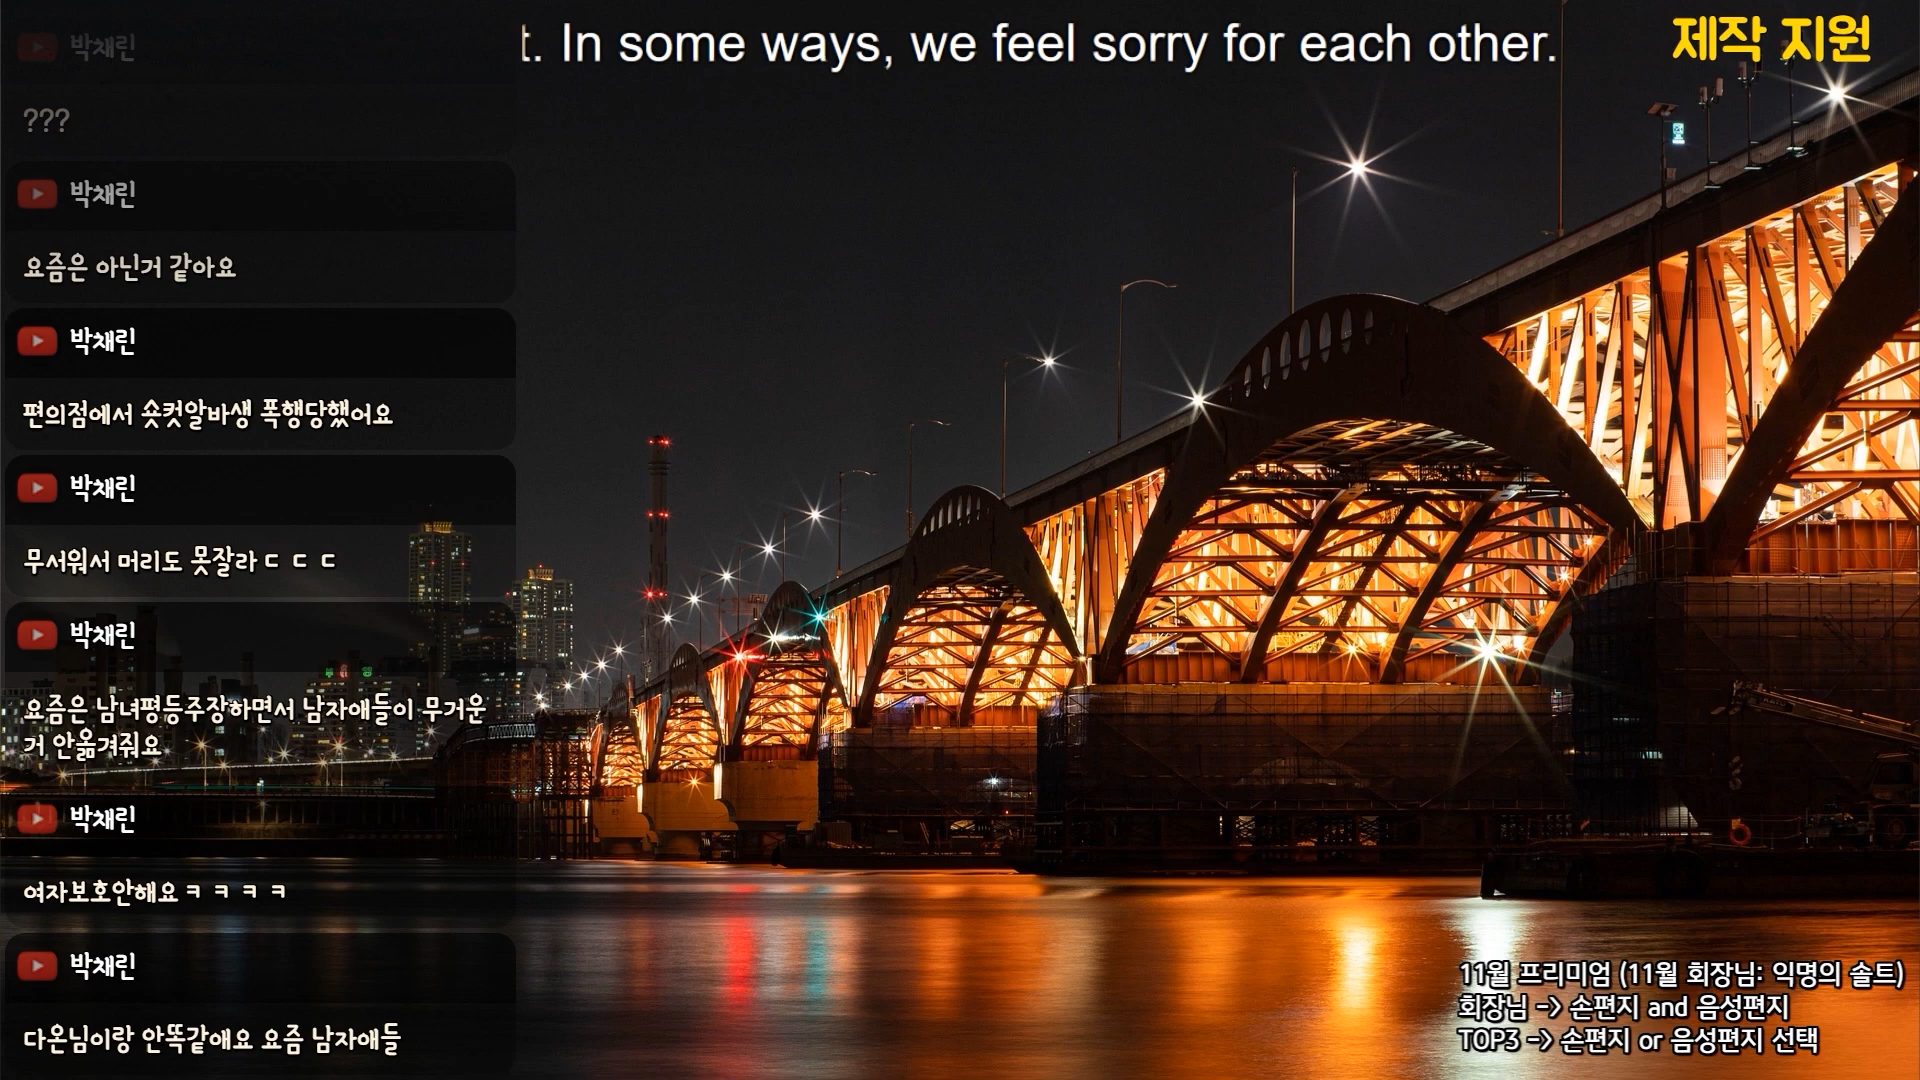 박채린
???
박채린
요즘은 아닌거 같아요
박채린
편의점에서 숏컷알바생 폭행당했어요
박채린
무서워서 머리도 못잘라ㄷㄷㄷ
박채린
요즘은 남녀평등주장하면서 남자애들이 무거운
거 안옮겨줘요
박채린
여자보호안해요ㅋㅋㅋㅋ
박채린
다온님이랑 안똑같애요 요즘 남자애들
t. In some ways, we feel sorry for each other.
제작 지원
11월 프리미엄 (11월 회장님: 익명의 솔트)
회장님 -> 손편지 and 음성편지
TOP3 -> 손편지 or 음성편지 선택